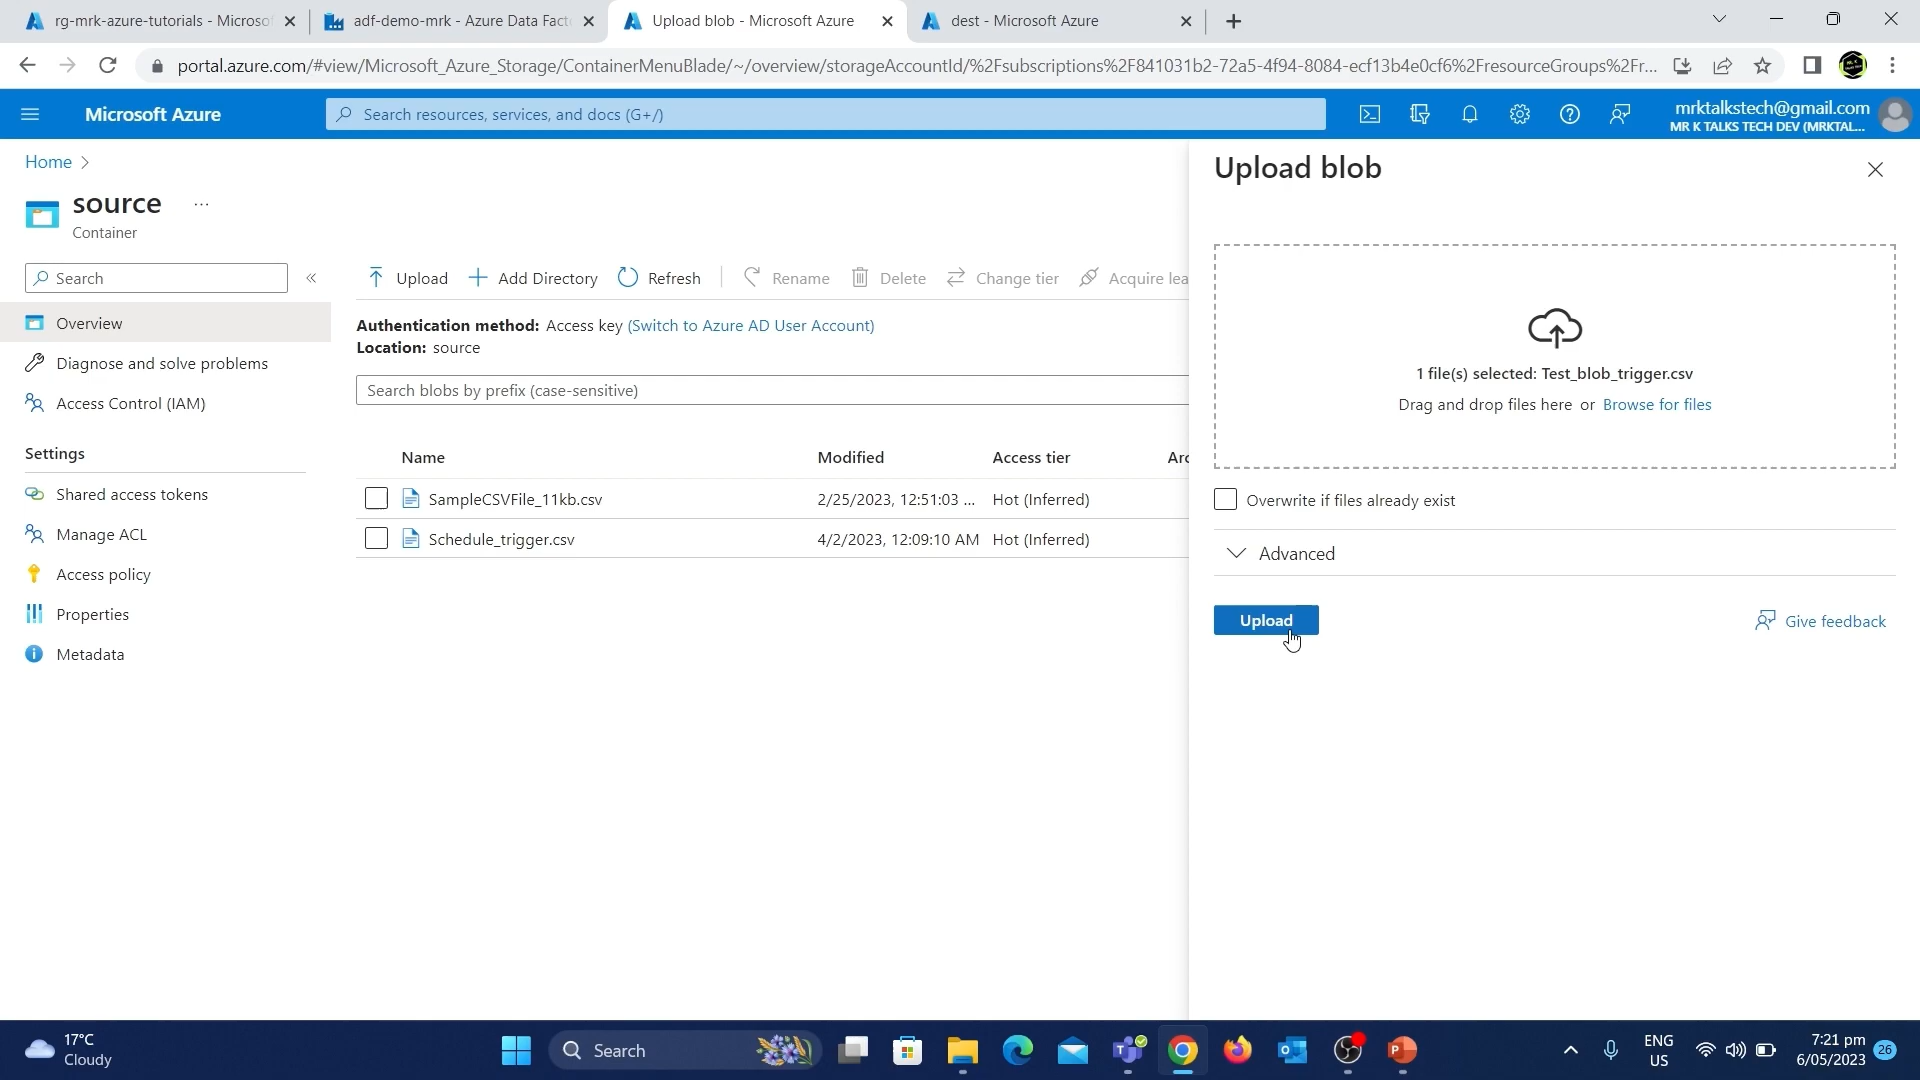 rg-mrk-azure-tutorials - Microsof
adf-demo-mrk - Azure Data Fact
Upload blob - Microsoft Azure
dest - Microsoft Azure
portal.azure.com/#view/Microsoft_Azure_Storage/ContainerMenuBlade/~/overview/storageAccountId/%2Fsubscriptions%2F841031b2-72a5-4f94-8084-ecf13b4e0cf6%2FresourceGroups%2Fr...
Microsoft Azure
Search resources, services, and docs (G+/)
mrktalkstech@gmail.com
MR K TALKS TECH DEV (MRKTAL...
Home
source
...
Container
Search
Overview
Diagnose and solve problems
Access Control (IAM)
Settings
Shared access tokens
Manage ACL
Access policy
Properties
Metadata
Upload
Add Directory
Refresh
Rename
Delete
Change tier
Acquire lea
Authentication method: Access key (Switch to Azure AD User Account)
Location: source
Search blobs by prefix (case-sensitive)
Name Modified Access tier Arc
SampleCSVFile_11kb.csv 2/25/2023, 12:51:03 ... Hot (Inferred)
Schedule_trigger.csv 4/2/2023, 12:09:10 AM Hot (Inferred)
Upload blob
1 file(s) selected: Test_blob_trigger.csv
Drag and drop files here or Browse for files
Overwrite if files already exist
Advanced
Upload
Give feedback
17°C
Cloudy
Search
ENG
US
7:21 pm
6/05/2023
26